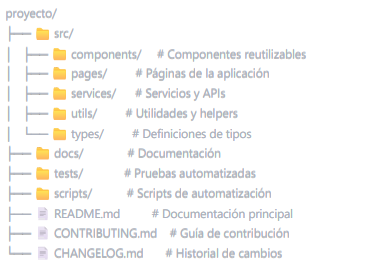 proyecto/
├── 📁 src/
│   ├── 📁 components/    # Componentes reutilizables
│   ├── 📁 pages/         # Páginas de la aplicación
│   ├── 📁 services/      # Servicios y APIs
│   ├── 📁 utils/         # Utilidades y helpers
│   └── 📁 types/         # Definiciones de tipos
├── 📁 docs/              # Documentación
├── 📁 tests/             # Pruebas automatizadas
├── 📁 scripts/           # Scripts de automatización
├── 📄 README.md          # Documentación principal
├── 📄 CONTRIBUTING.md    # Guía de contribución
└── 📄 CHANGELOG.md       # Historial de cambios